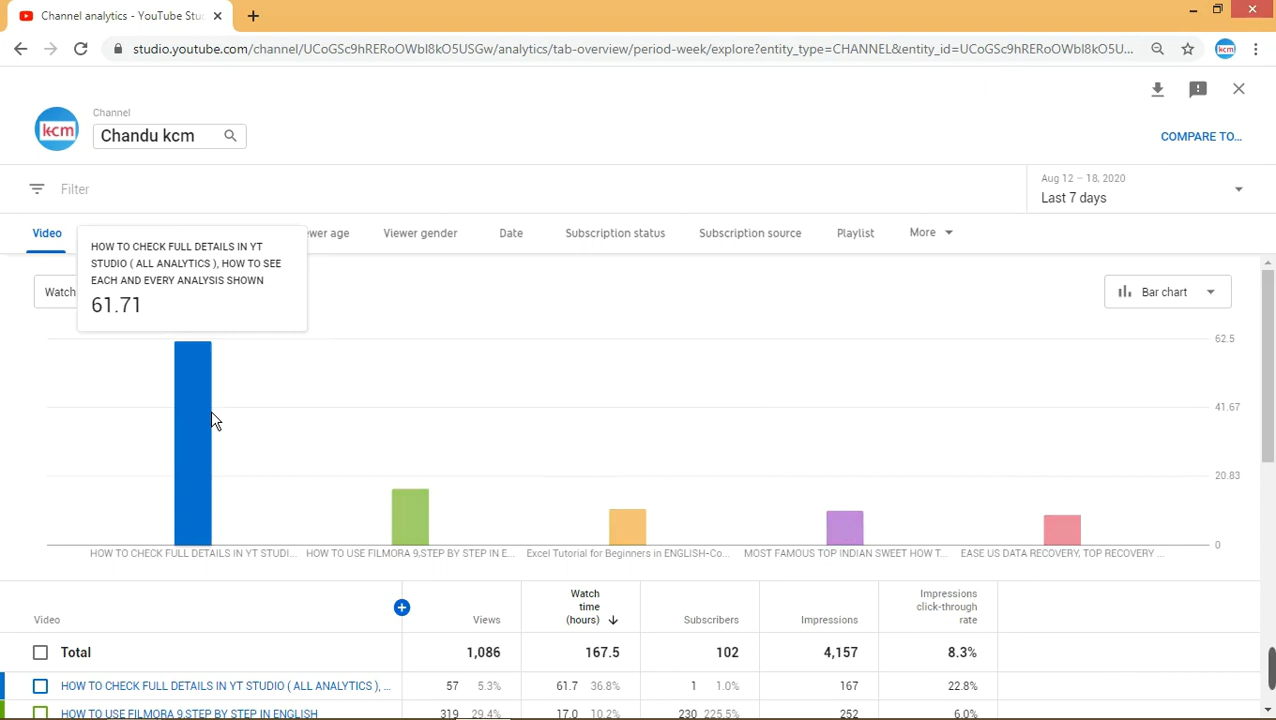 Channel analytics - YouTube Stu
studio.youtube.com/channel/UCoGSc9hRERoOWbl8kO5USGw/analytics/tab-overview/period-week/explore?entity_type=CHANNEL&entity_id=UCoGSc9hRERoOWbl8kO5U...
kcm
kcm
Channel
Chandu kcm
COMPARE TO...
Filter
Aug 12 – 18, 2020
Last 7 days
Video
wer age
Viewer gender
Date
Subscription status
Subscription source
Playlist
More
HOW TO CHECK FULL DETAILS IN YT
STUDIO ( ALL ANALYTICS ), HOW TO SEE
EACH AND EVERY ANALYSIS SHOWN
61.71
Watch
Bar chart
62.5
41.67
20.83
0
HOW TO CHECK FULL DETAILS IN YT STUDI...
HOW TO USE FILMORA 9,STEP BY STEP IN E...
Excel Tutorial for Beginners in ENGLISH-Co...
MOST FAMOUS TOP INDIAN SWEET HOW T...
EASE US DATA RECOVERY, TOP RECOVERY ...
Video
Views
Watch
time
(hours)
Subscribers
Impressions
Impressions
click-through
rate
Total 1,086 167.5 102 4,157 8.3%
HOW TO CHECK FULL DETAILS IN YT STUDIO ( ALL ANALYTICS ), ... 57 5.3% 61.7 36.8% 1 1.0% 167 22.8%
HOW TO USE FILMORA 9,STEP BY STEP IN ENGLISH 319 29.4% 17.0 10.2% 230 225.5% 252 6.0%